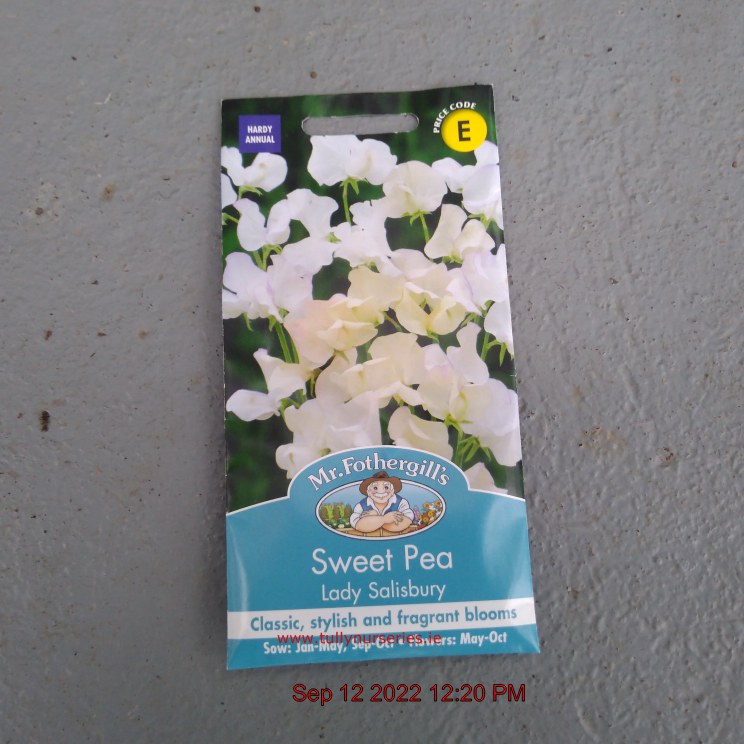 HARDY
ANNUAL
PRICE CODE
E
Mr. Fothergill's
Sweet Pea
Lady Salisbury
Classic, stylish and fragrant blooms
www.tullynurseries.ie
Sow: Jan-May, Sep-Oct • Flowers: May-Oct
Sep 12 2022 12:20 PM